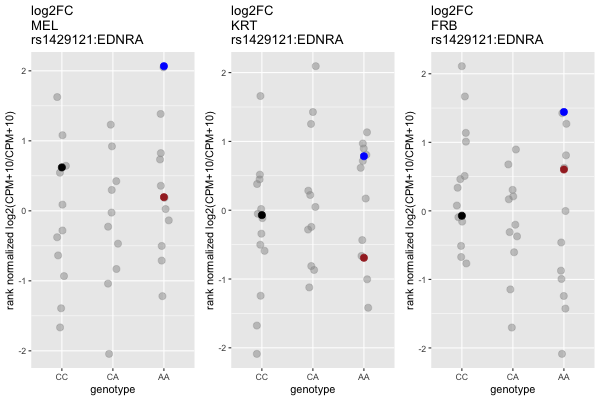 log2FC
MEL
rs1429121:EDNRA
rank normalized log2(CPM+10/CPM+10)
2
1
0
-1
-2
CC
CA
AA
genotype
log2FC
KRT
rs1429121:EDNRA
rank normalized log2(CPM+10/CPM+10)
2
1
0
-1
-2
CC
CA
AA
genotype
log2FC
FRB
rs1429121:EDNRA
rank normalized log2(CPM+10/CPM+10)
2
1
0
-1
-2
CC
CA
AA
genotype